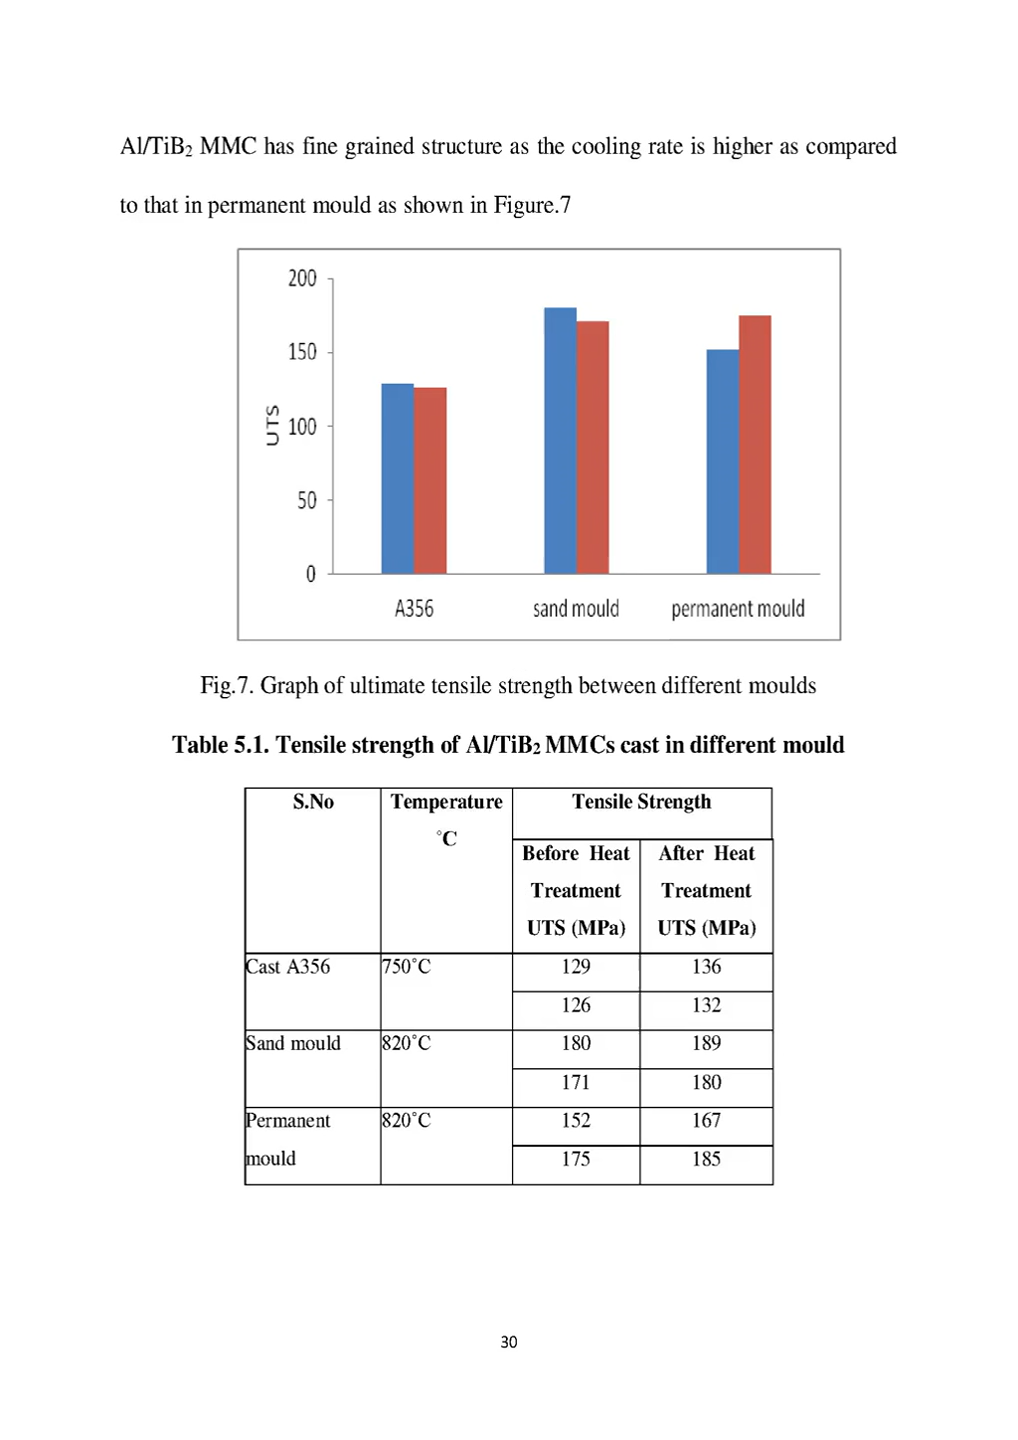 Al/TiB2 MMC has fine grained structure as the cooling rate is higher as compared
to that in permanent mould as shown in Figure.7
200
150
UTS
100
50
0
A356
sand mould
permanent mould
Fig.7. Graph of ultimate tensile strength between different moulds
Table 5.1. Tensile strength of Al/TiB2 MMCs cast in different mould
S.No
Temperature
˚C
Tensile Strength
Before Heat
Treatment
UTS (MPa)
After Heat
Treatment
UTS (MPa)
Cast A356 750˚C 129 136
126 132
Sand mould 820˚C 180 189
171 180
Permanent 820˚C 152 167
mould 175 185
30